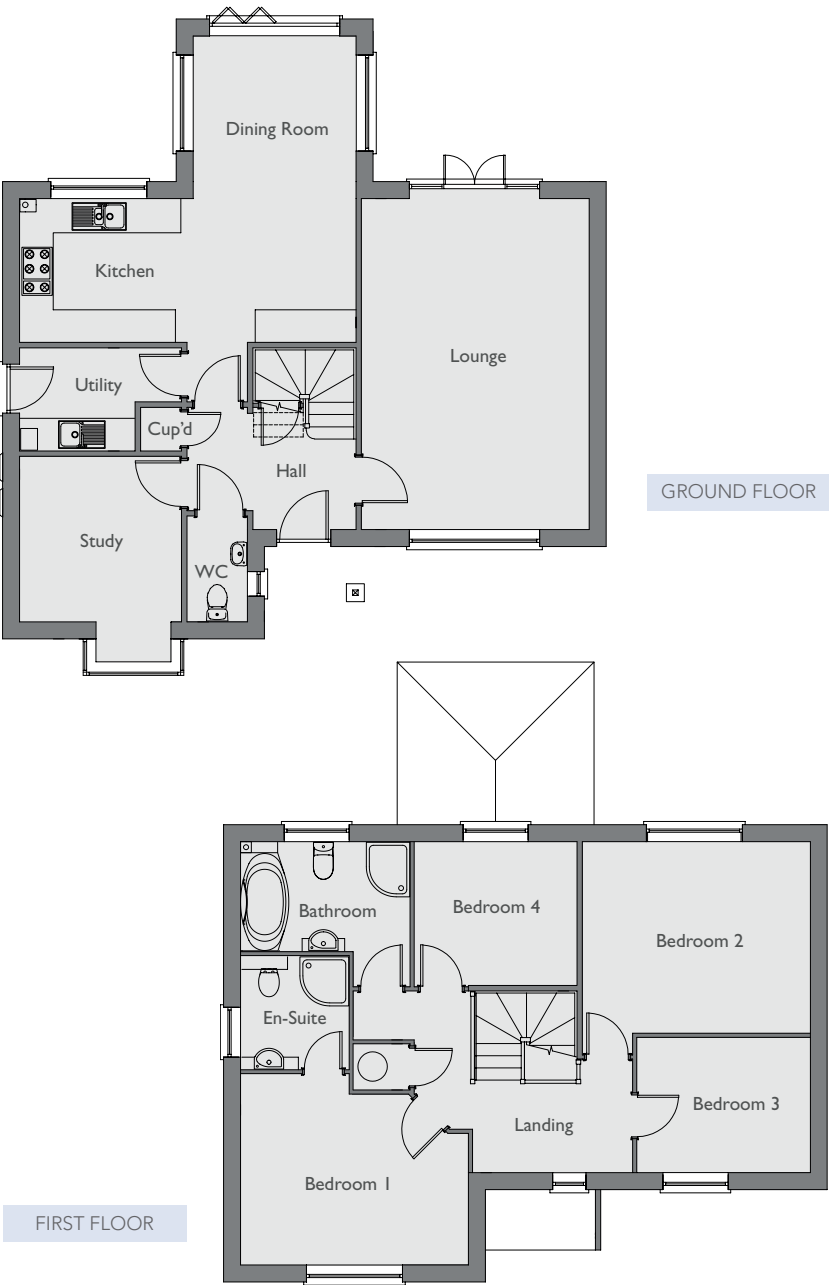 Dining Room
Kitchen
Lounge
Utility
Cup'd
Hall
GROUND FLOOR
Study
WC
Bathroom
Bedroom 4
Bedroom 2
En-Suite
Bedroom 3
Landing
Bedroom 1
FIRST FLOOR